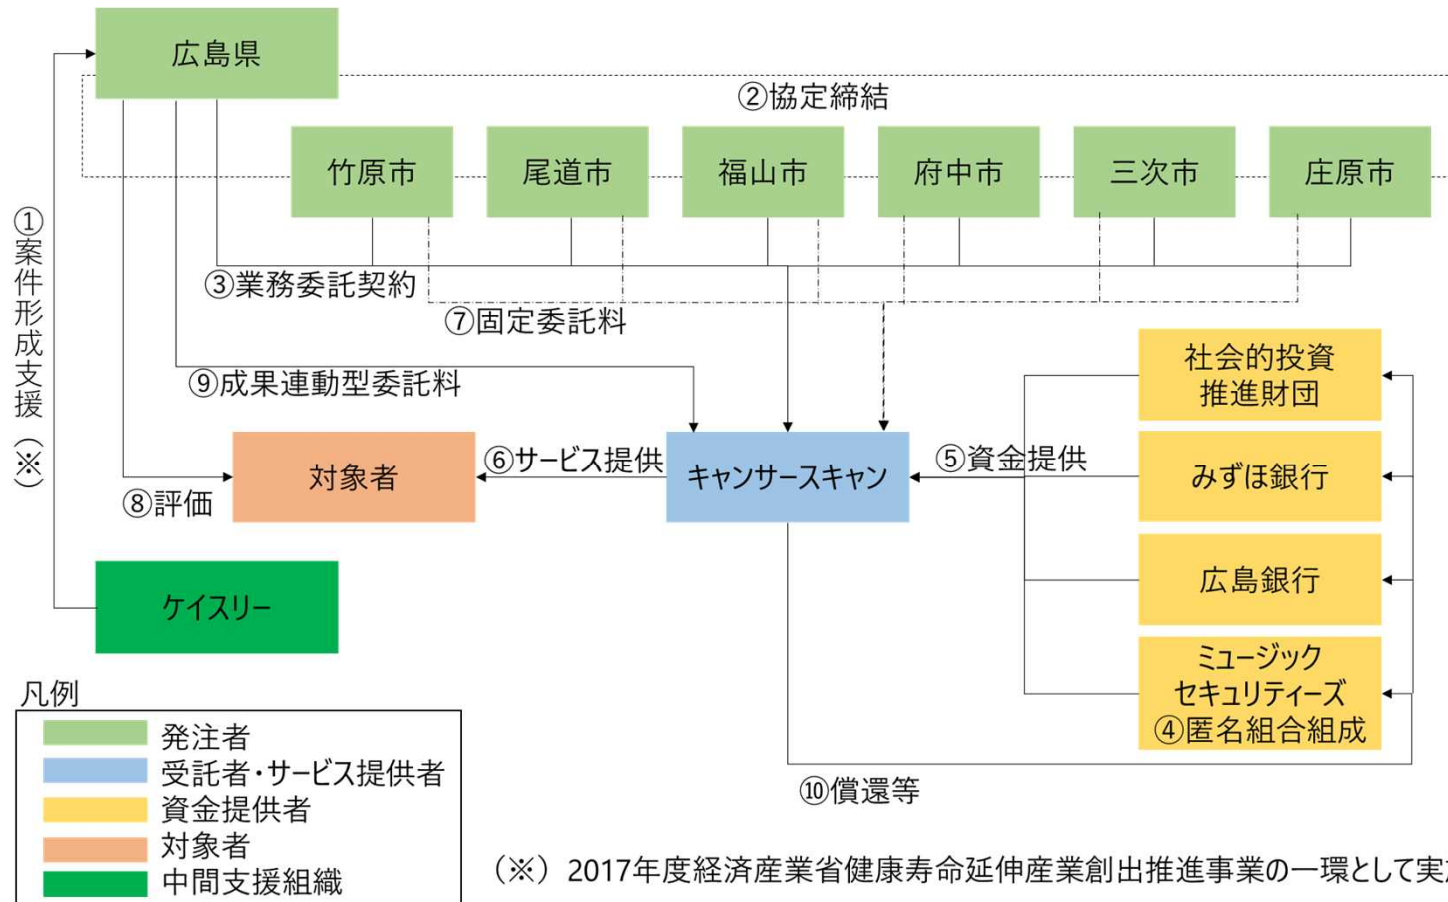 広島県
②協定締結
竹原市
尾道市
福山市
府中市
三次市
庄原市
①案件形成支援（※）
③業務委託契約
⑦固定委託料
⑨成果連動型委託料
社会的投資
推進財団
⑥サービス提供
⑤資金提供
対象者
キャンサースキャン
みずほ銀行
⑧評価
広島銀行
ケイスリー
ミュージック
セキュリティーズ
④匿名組合組成
⑩償還等
凡例
発注者
受託者・サービス提供者
資金提供者
対象者
中間支援組織
（※）2017年度経済産業省健康寿命延伸産業創出推進事業の一環として実